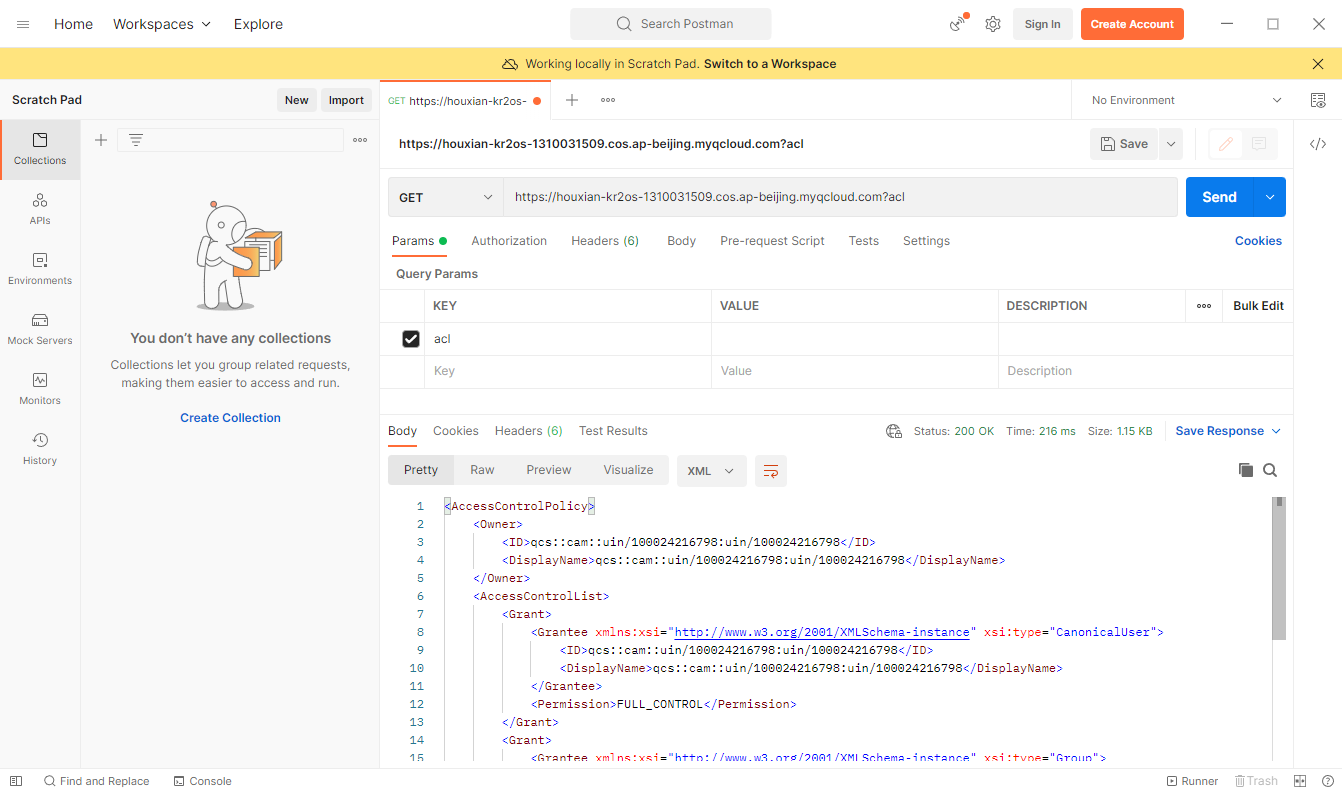 Home Workspaces Explore Search Postman Sign In Create Account
Working locally in Scratch Pad. Switch to a Workspace
Scratch Pad New Import
GET https://houxian-kr2os- No Environment
Collections
APIs
Environments
Mock Servers
Monitors
History
You don't have any collections
Collections let you group related requests,
making them easier to access and run.
Create Collection
https://houxian-kr2os-1310031509.cos.ap-beijing.myqcloud.com?acl Save
GET https://houxian-kr2os-1310031509.cos.ap-beijing.myqcloud.com?acl Send
Params Authorization Headers (6) Body Pre-request Script Tests Settings Cookies
Query Params
KEY VALUE DESCRIPTION Bulk Edit
acl
Key Value Description
Body Cookies Headers (6) Test Results Status: 200 OK Time: 216 ms Size: 1.15 KB Save Response
Pretty Raw Preview Visualize XML
1 <AccessControlPolicy>
2 <Owner>
3 <ID>qcs::cam::uin/100024216798:uin/100024216798</ID>
4 <DisplayName>qcs::cam::uin/100024216798:uin/100024216798</DisplayName>
5 </Owner>
6 <AccessControlList>
7 <Grant>
8 <Grantee xmlns:xsi="http://www.w3.org/2001/XMLSchema-instance" xsi:type="CanonicalUser">
9 <ID>qcs::cam::uin/100024216798:uin/100024216798</ID>
10 <DisplayName>qcs::cam::uin/100024216798:uin/100024216798</DisplayName>
11 </Grantee>
12 <Permission>FULL_CONTROL</Permission>
13 </Grant>
14 <Grant>
15 <Grantee xmlns:xsi="http://www.w3.org/2001/XMLSchema-instance" xsi:type="Group">
Find and Replace Console Runner Trash